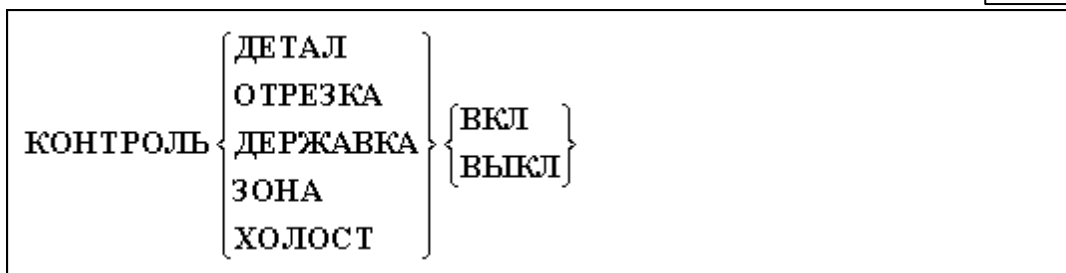 ДЕТАЛ
ОТРЕЗКА
КОНТРОЛЬ ДЕРЖАВКА ВКЛ
ЗОНА ВЫКЛ
ХОЛОСТ